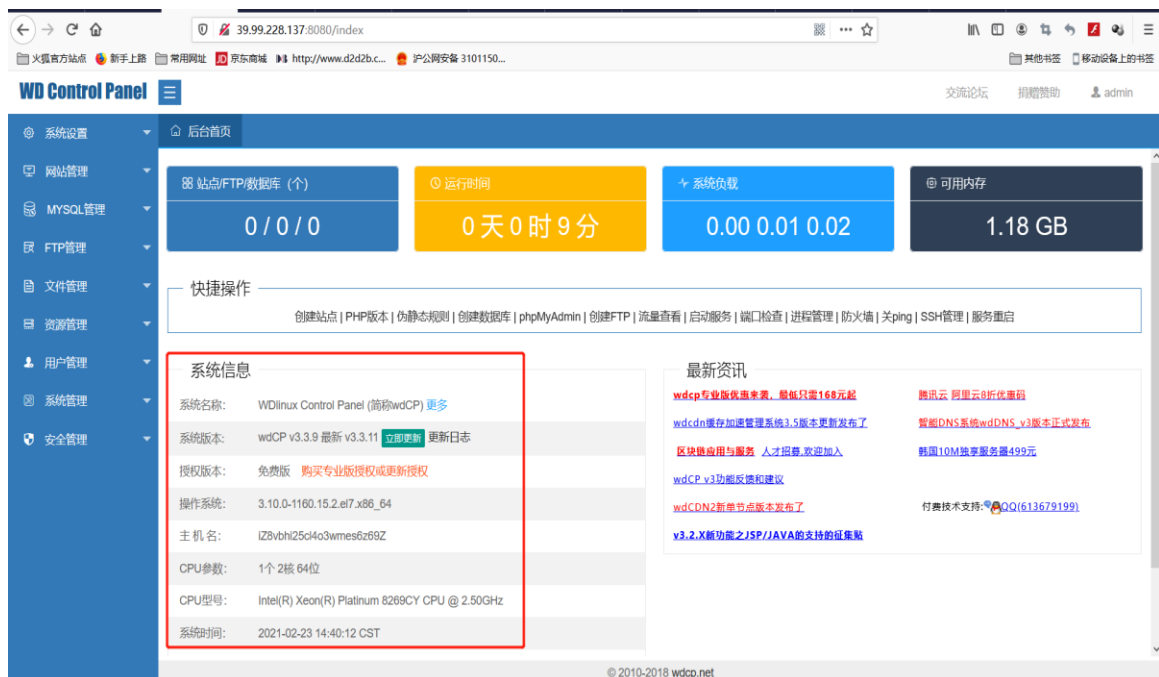 39.99.228.137:8080/index
火狐官方站点 新手上路 常用网址 京东商城 http://www.d2d2b.c... 沪公网安备 3101150... 其他书签 移动设备上的书签
WD Control Panel 交流论坛 捐赠赞助 admin
系统设置 后台首页
网站管理
MYSQL管理
FTP管理
文件管理
资源管理
用户管理
系统管理
安全管理
站点/FTP/数据库（个） 运行时间 系统负载 可用内存
0 / 0 / 0 0 天 0 时 9 分 0.00 0.01 0.02 1.18 GB
快捷操作
创建站点 | PHP版本 | 伪静态规则 | 创建数据库 | phpMyAdmin | 创建FTP | 流量查看 | 启动服务 | 端口检查 | 进程管理 | 防火墙 | 关ping | SSH管理 | 服务重启
系统信息
系统名称: WDlinux Control Panel (简称wdCP) 更多
系统版本: wdCP v3.3.9 最新 v3.3.11 立即更新 更新日志
授权版本: 免费版 购买专业版授权或更新授权
操作系统: 3.10.0-1160.15.2.el7.x86_64
主 机 名: iZ8vbhi25cl4o3wmes6z69Z
CPU参数: 1个 2核 64位
CPU型号: Intel(R) Xeon(R) Platinum 8269CY CPU @ 2.50GHz
系统时间: 2021-02-23 14:40:12 CST
最新资讯
wdcp专业版优惠来袭，最低只需168元起 腾讯云 阿里云8折优惠码
wdcdn缓存加速管理系统3.5版本更新发布了 智能DNS系统wdDNS_v3版本正式发布
区块链应用与服务 人才招募,欢迎加入 韩国10M独享服务器499元
wdCP v3功能反馈和建议
wdCDN2新单节点版本发布了 付费技术支持: QQ(613679199)
v3.2.X新功能之JSP/JAVA的支持的征集贴
© 2010-2018 wdcp.net